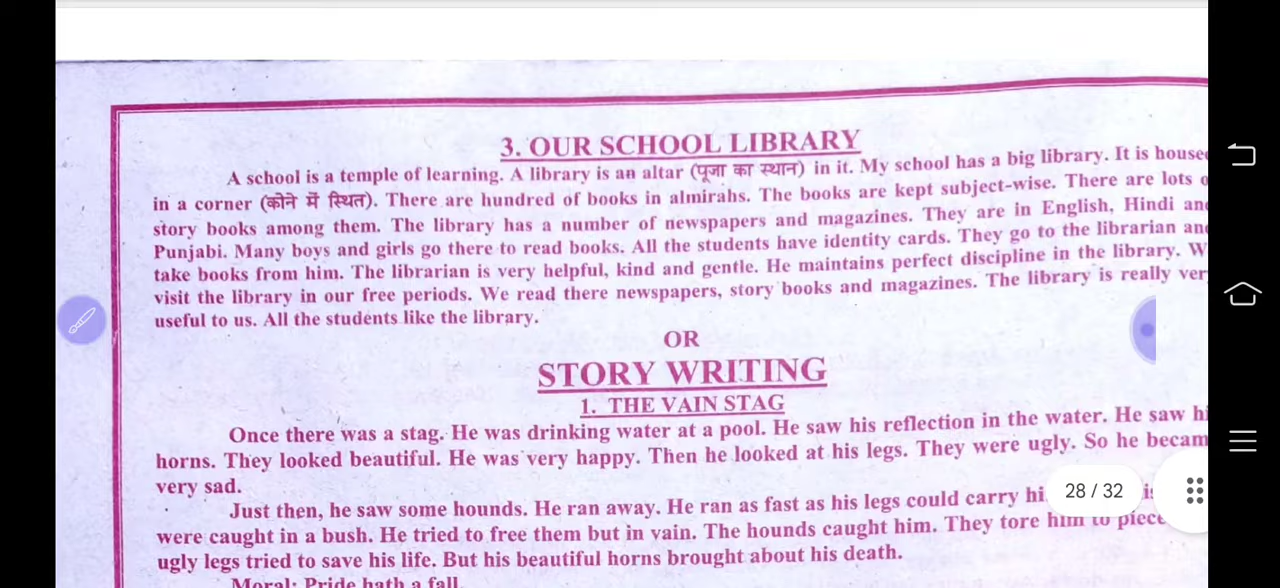 3. OUR SCHOOL LIBRARY
A school is a temple of learning. A library is an altar (पूजा का स्थान) in it. My school has a big library. It is
in a corner (कोने में स्थित). There are hundred of books in almirahs. The books are kept subject-wise. There are lots
story books among them. The library has a number of newspapers and magazines. They are in English, Hindi
Punjabi. Many boys and girls go there to read books. All the students have identity cards. They go to the librarian
take books from him. The librarian is very helpful, kind and gentle. He maintains perfect discipline in the library.
visit the library in our free periods. We read there newspapers, story books and magazines. The library is really
useful to us. All the students like the library.
OR
STORY WRITING
1. THE VAIN STAG
Once there was a stag. He was drinking water at a pool. He saw his reflection in the water. He saw
horns. They looked beautiful. He was very happy. Then he looked at his legs. They were ugly. So he
very sad.
Just then, he saw some hounds. He ran away. He ran as fast as his legs could carry
were caught in a bush. He tried to free them but in vain. The hounds caught him. They tore him to
ugly legs tried to save his life. But his beautiful horns brought about his death.
Moral: Pride hath a fall.
28 / 32